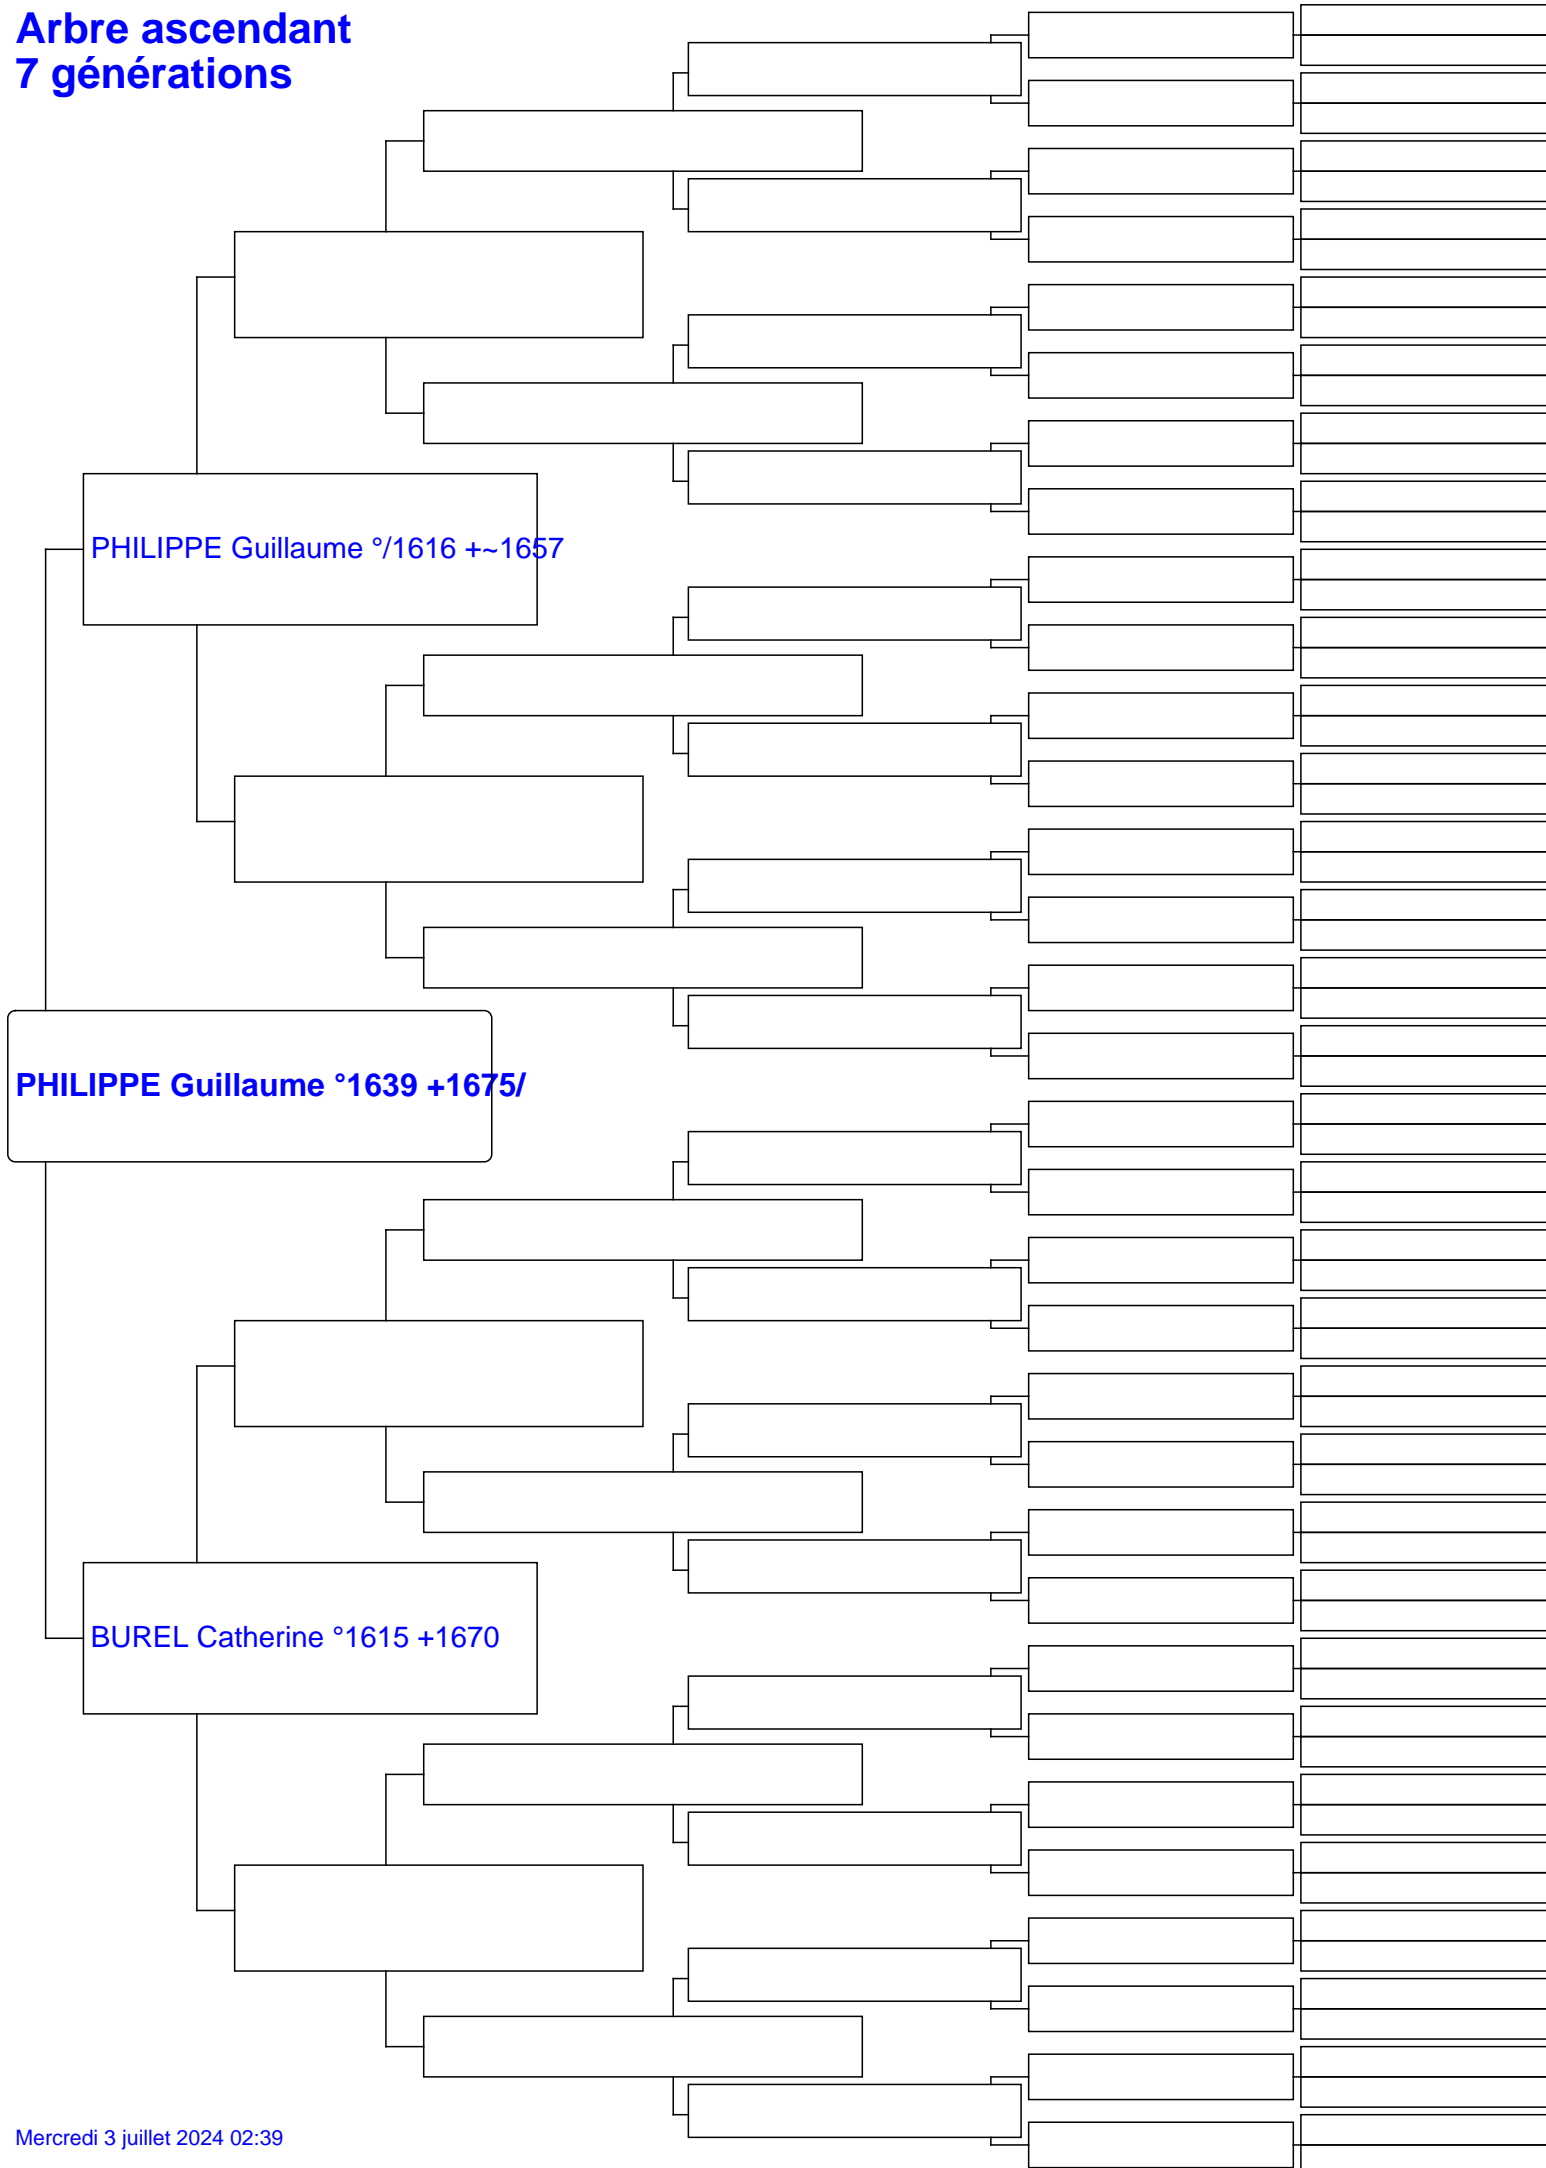 Arbre ascendant
7 générations
PHILIPPE Guillaume °/1616 +~1657
PHILIPPE Guillaume °1639 +1675/
BUREL Catherine °1615 +1670
Mercredi 3 juillet 2024 02:39